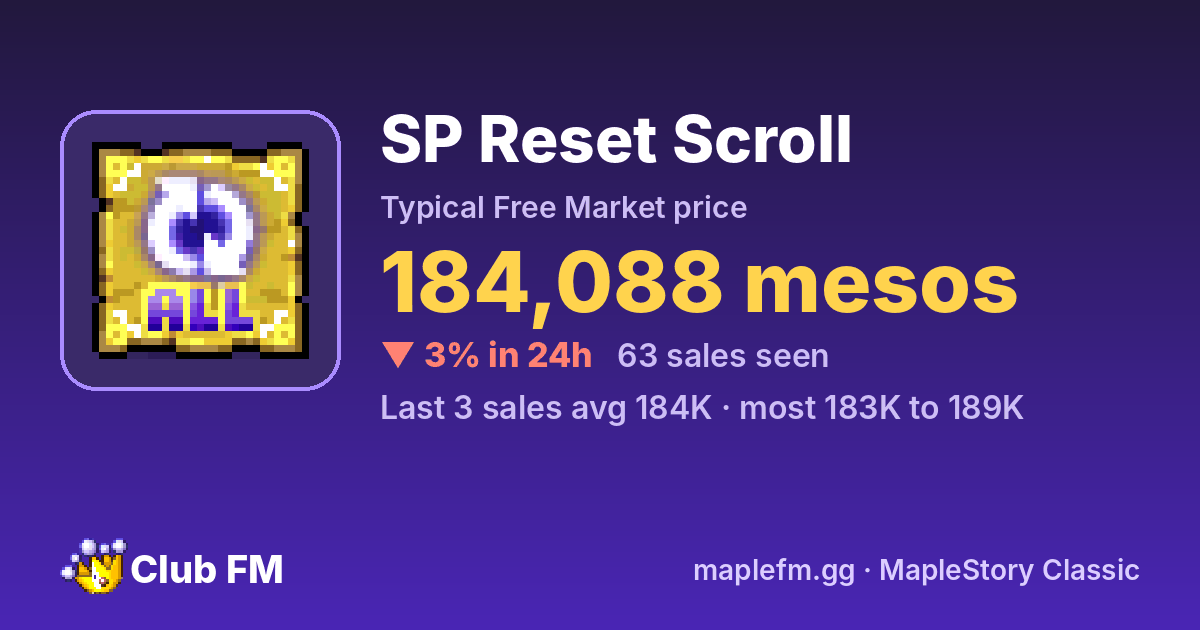 ALL
SP Reset Scroll
Typical Free Market price
184,088 mesos
▼ 3% in 24h 63 sales seen
Last 3 sales avg 184K · most 183K to 189K
Club FM
maplefm.gg · MapleStory Classic